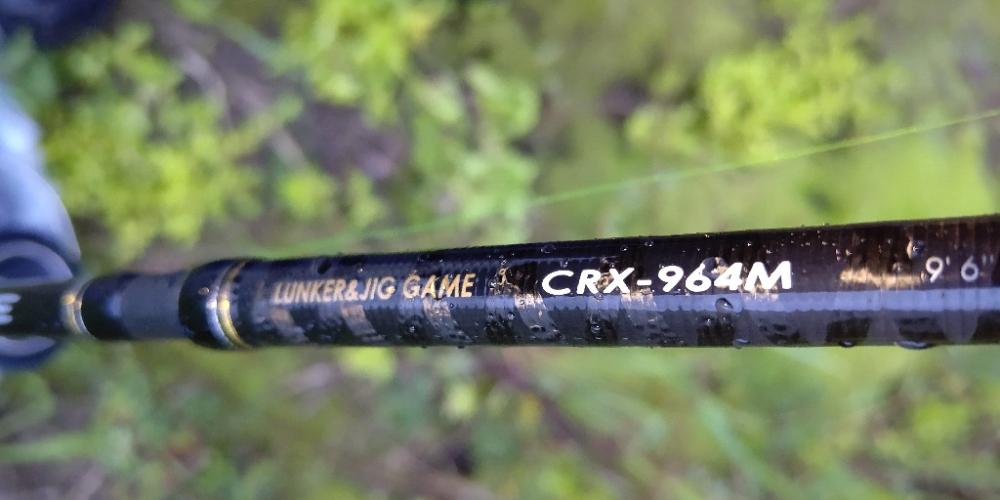 LUNKER&JIG GAME CRX-964M 9'6"